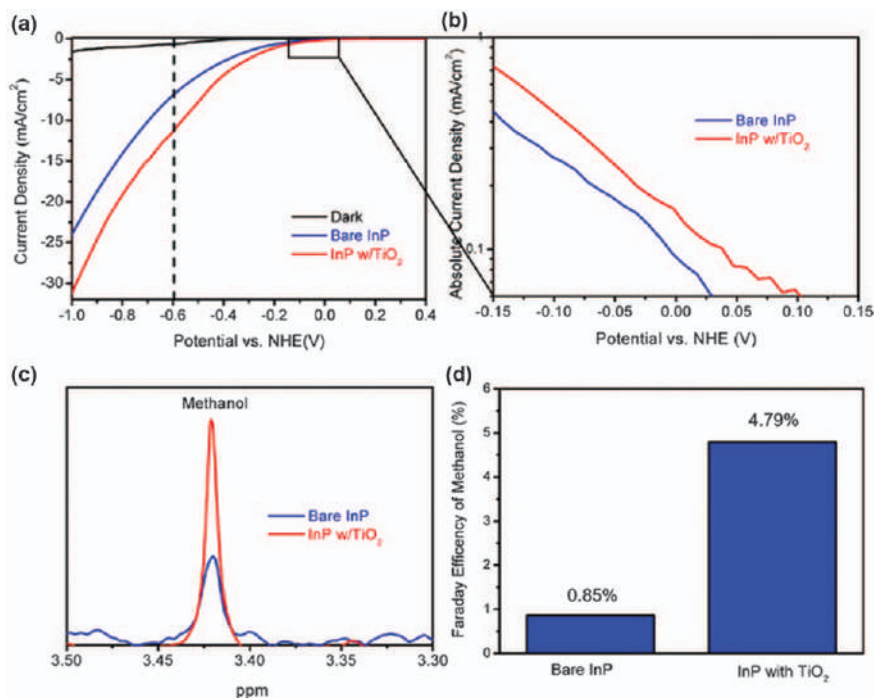 (a)
0
-5
-10
-15
-20
-25
-30
Current Density (mA/cm²)
Dark
Bare InP
InP w/TiO₂
-1.0 -0.8 -0.6 -0.4 -0.2 0.0 0.2 0.4
Potential vs. NHE(V)
(b)
1
0.1
Absolute Current Density (mA/cm²)
Bare InP
InP w/TiO₂
-0.15 -0.10 -0.05 0.00 0.05 0.10 0.15
Potential vs. NHE (V)
(c)
Methanol
Bare InP
InP w/TiO₂
3.50 3.45 3.40 3.35 3.30
ppm
(d)
6
5
4
3
2
1
0
Faraday Efficency of Methanol (%)
0.85%
4.79%
Bare InP InP with TiO₂